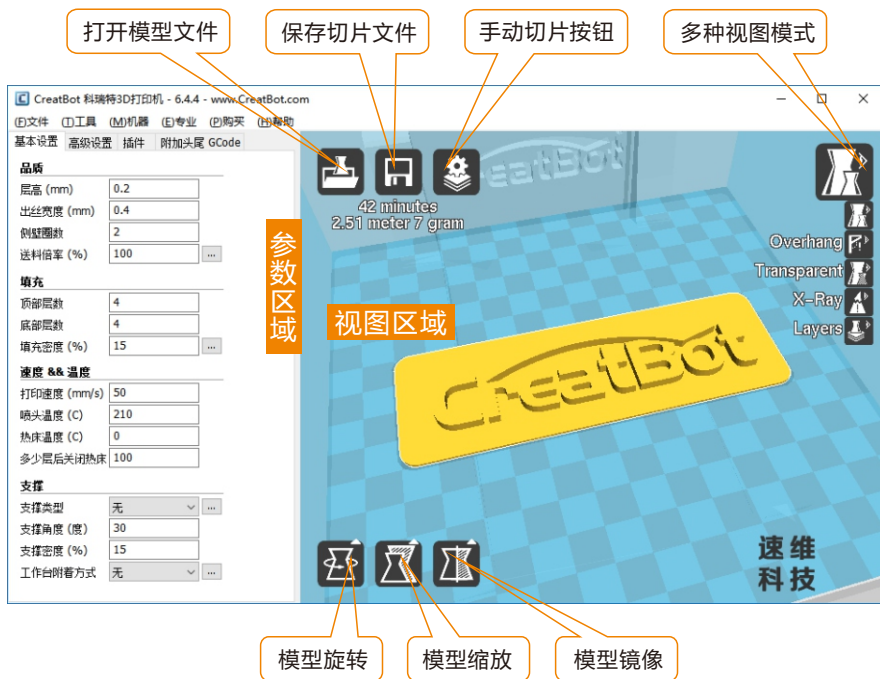 打开模型文件
保存切片文件
手动切片按钮
多种视图模式
CreatBot 科瑞特3D打印机 - 6.4.4 - www.CreatBot.com
(F)文件 (T)工具 (M)机器 (E)专业 (P)购买 (H)帮助
基本设置 高级设置 插件 附加头尾 GCode
品质
层高 (mm) 0.2
出丝宽度 (mm) 0.4
侧壁圈数 2
送料倍率 (%) 100 ...
填充
顶部层数 4
底部层数 4
填充密度 (%) 15 ...
速度 && 温度
打印速度 (mm/s) 50
喷头温度 (C) 210
热床温度 (C) 0
多少层后关闭热床 100
支撑
支撑类型 无 ...
支撑角度 (度) 30
支撑密度 (%) 15
工作台附着方式 无 ...
参数区域
视图区域
42 minutes
2.51 meter 7 gram
CreatBot
Overhang
Transparent
X-Ray
Layers
CreatBot
速维
科技
模型旋转
模型缩放
模型镜像